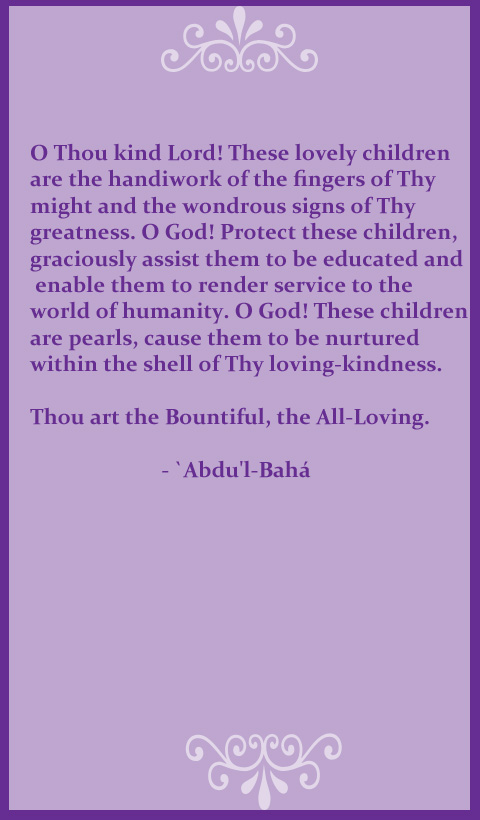 O Thou kind Lord! These lovely children
are the handiwork of the fingers of Thy
might and the wondrous signs of Thy
greatness. O God! Protect these children,
graciously assist them to be educated and
enable them to render service to the
world of humanity. O God! These children
are pearls, cause them to be nurtured
within the shell of Thy loving-kindness.
Thou art the Bountiful, the All-Loving.
- `Abdu'l-Bahá